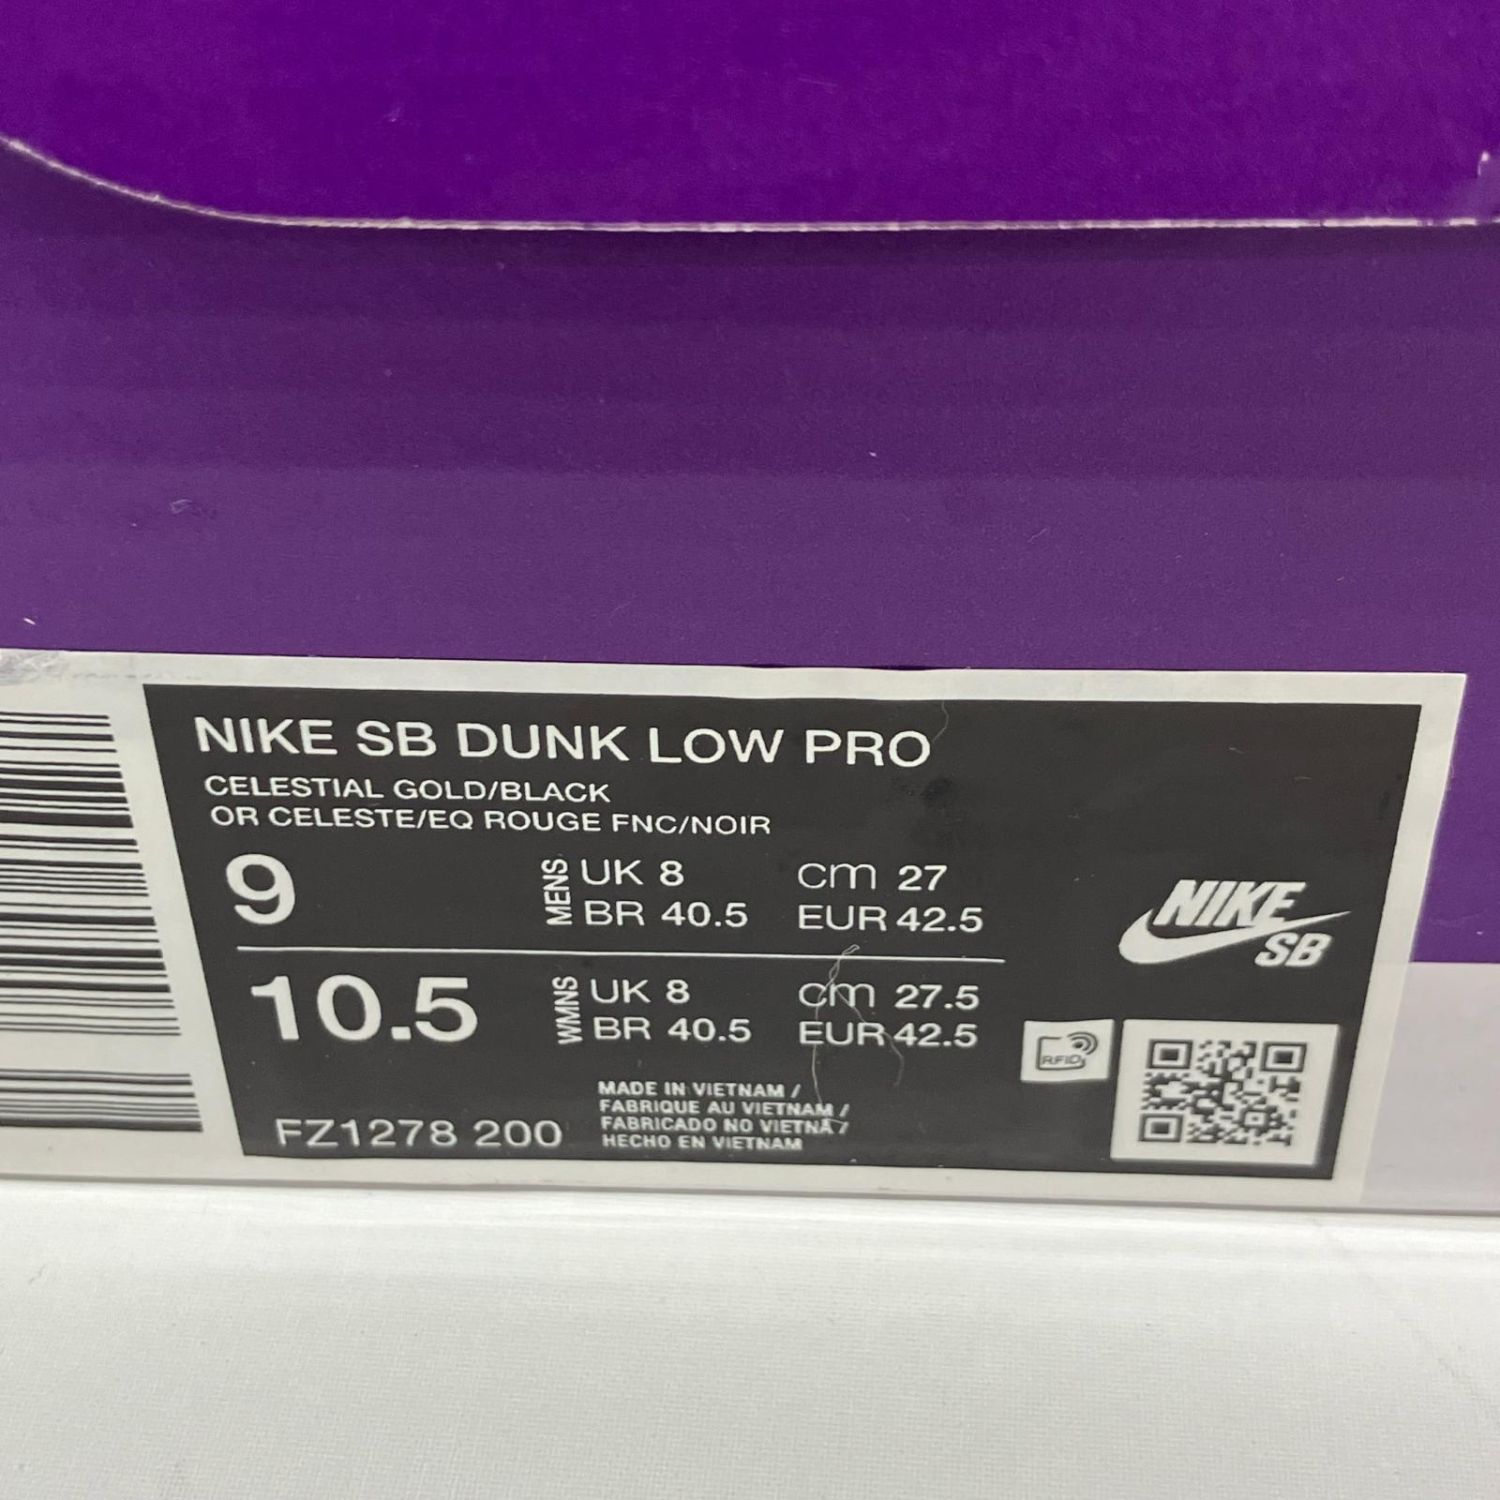 NIKE SB DUNK LOW PRO
CELESTIAL GOLD/BLACK
OR CELESTE/EQ ROUGE FNC/NOIR
9
MENS
UK 8
cm 27
BR 40.5
EUR 42.5
10.5
WMNS
UK 8
cm 27.5
BR 40.5
EUR 42.5
NIKE
SB
RFID
FZ1278 200
MADE IN VIETNAM /
FABRIQUE AU VIETNAM /
FABRICADO NO VIETNÃ /
HECHO EN VIETNAM